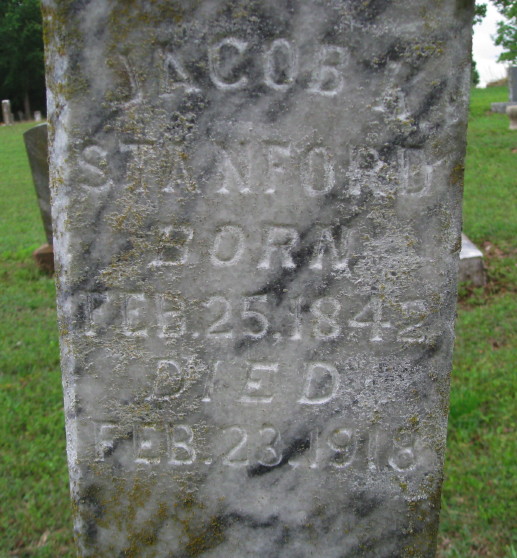 JACOB
STANFORD
BORN
FEB. 25, 1842
DIED
FEB. 23, 1918